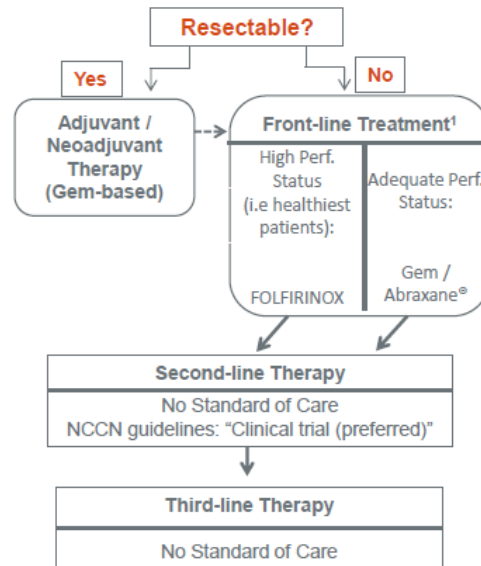 Resectable?
Yes
No
Adjuvant /
Neoadjuvant
Therapy
(Gem-based)
Front-line Treatment¹
High Perf.
Status
(i.e healthiest
patients):
FOLFIRINOX
Adequate Perf.
Status:
Gem /
Abraxane®
Second-line Therapy
No Standard of Care
NCCN guidelines: “Clinical trial (preferred)”
Third-line Therapy
No Standard of Care